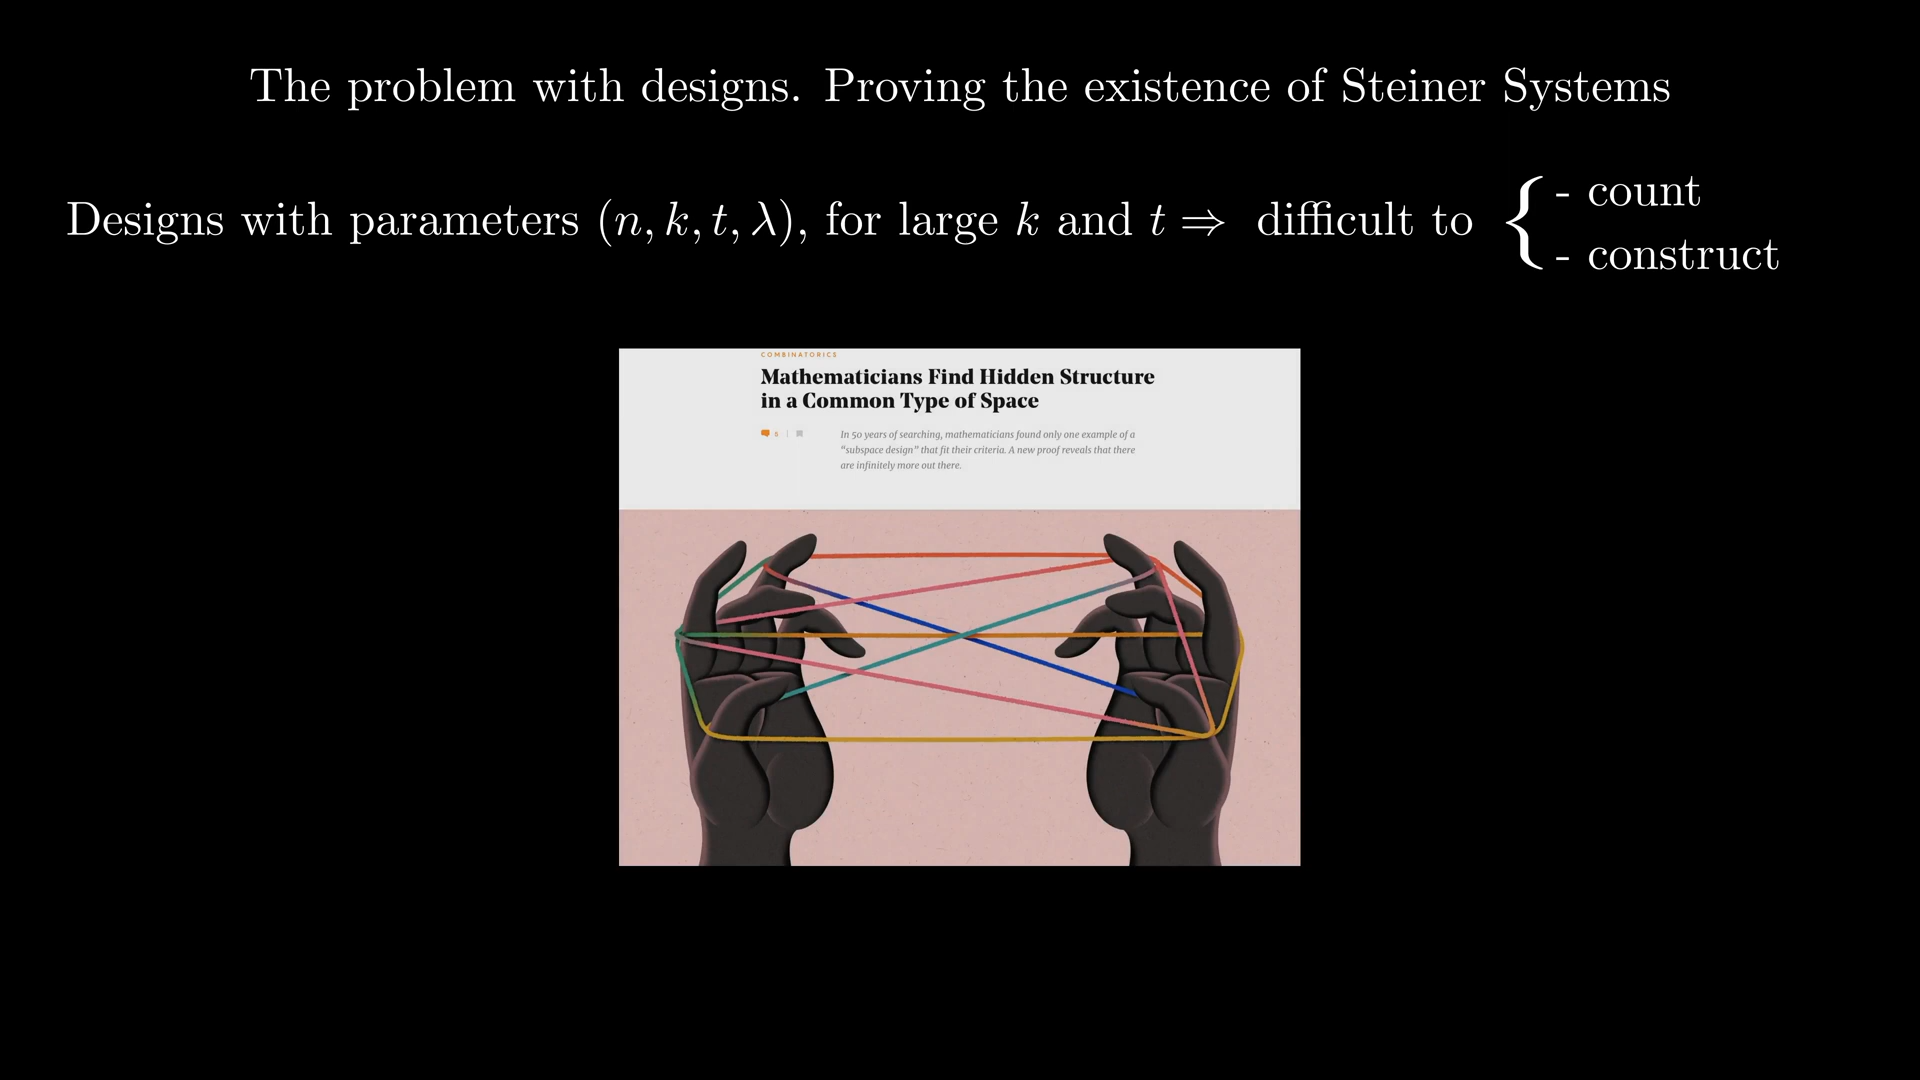 The problem with designs. Proving the existence of Steiner Systems
Designs with parameters (n, k, t, λ), for large k and t ⇒ difficult to { - count
- construct
COMBINATORICS
Mathematicians Find Hidden Structure
in a Common Type of Space
In 50 years of searching, mathematicians found only one example of a
“subspace design” that fit their criteria. A new proof reveals that there
are infinitely more out there.